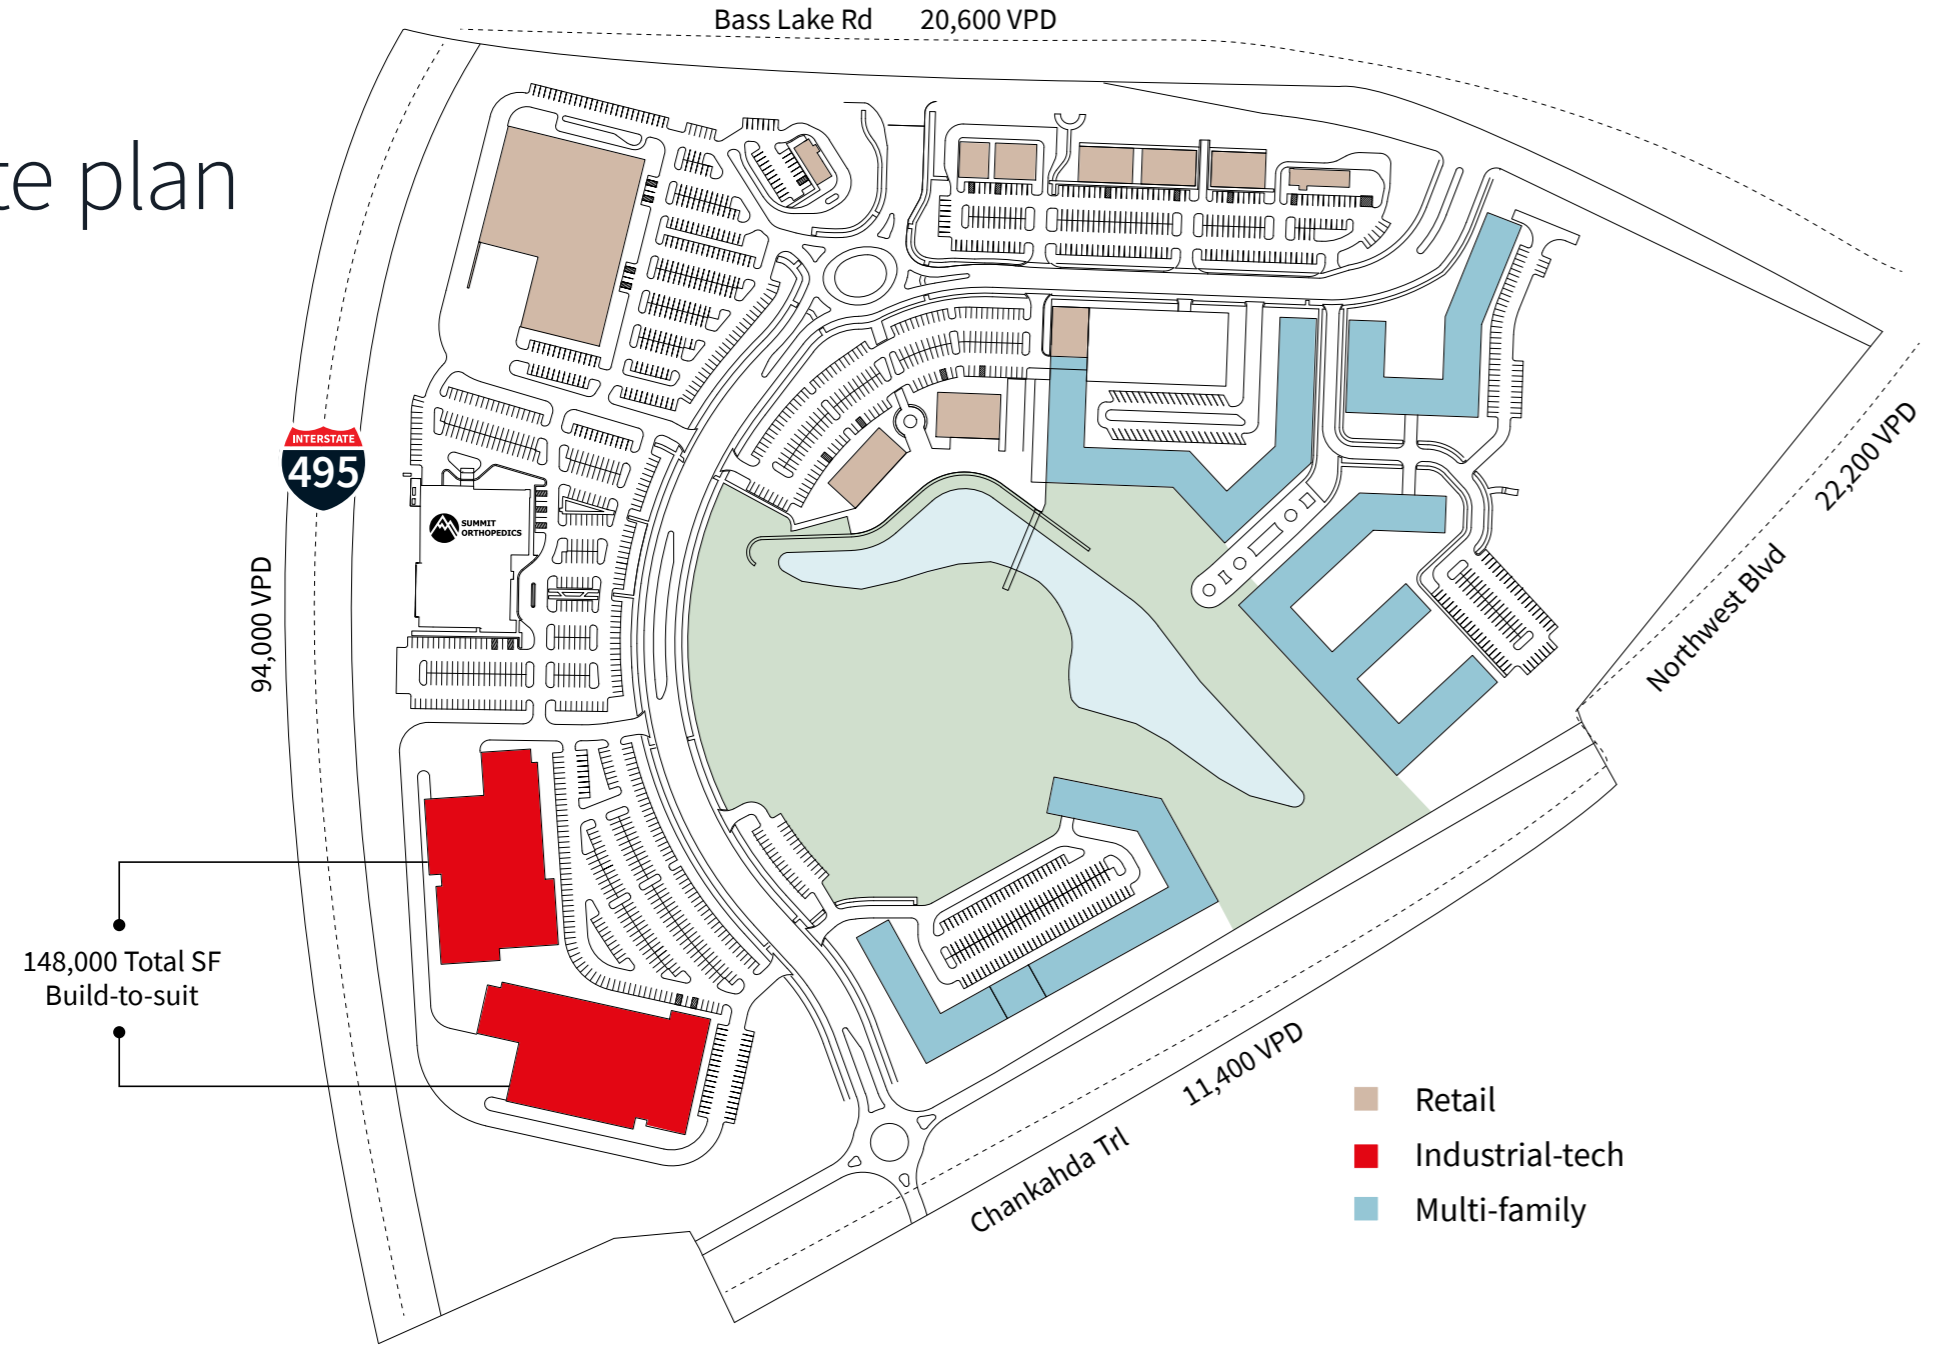 Bass Lake Rd 20,600 VPD
te plan
INTERSTATE
495
SUMMIT
ORTHOPEDICS
94,000 VPD
22,200 VPD
Northwest Blvd
148,000 Total SF
Build-to-suit
11,400 VPD
Chankahda Trl
Retail
Industrial-tech
Multi-family